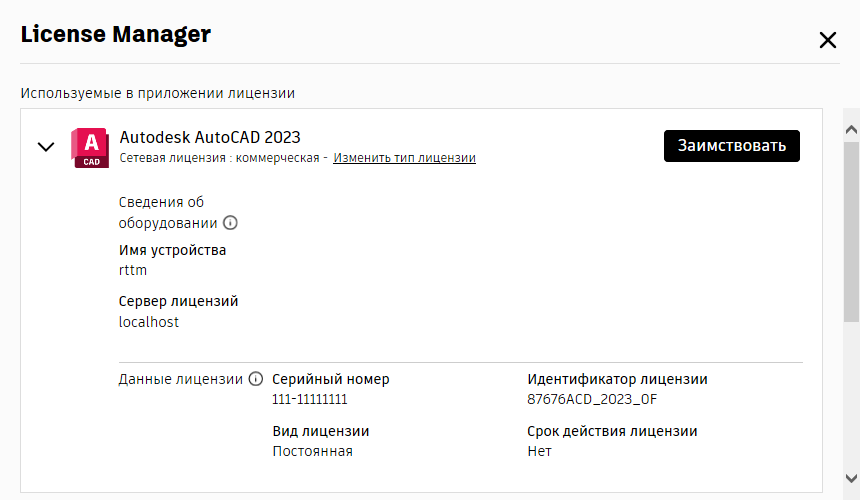 License Manager
Используемые в приложении лицензии
A
CAD
Autodesk AutoCAD 2023
Сетевая лицензия : коммерческая - Изменить тип лицензии
Заимствовать
Сведения об
оборудовании
Имя устройства
rttm
Сервер лицензий
localhost
Данные лицензии
Серийный номер
111-11111111
Идентификатор лицензии
87676ACD_2023_0F
Вид лицензии
Постоянная
Срок действия лицензии
Нет